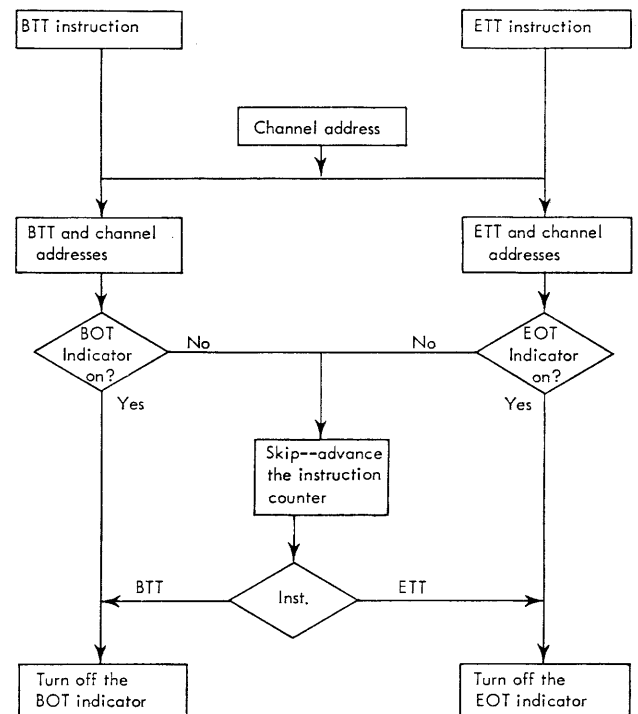 BTT instruction
ETT instruction
Channel address
BTT and channel
addresses
ETT and channel
addresses
BOT
Indicator
on?
No
No
EOT
Indicator
on?
Yes
Yes
Skip--advance
the instruction
counter
BTT
Inst.
ETT
Turn off the
BOT indicator
Turn off the
EOT indicator